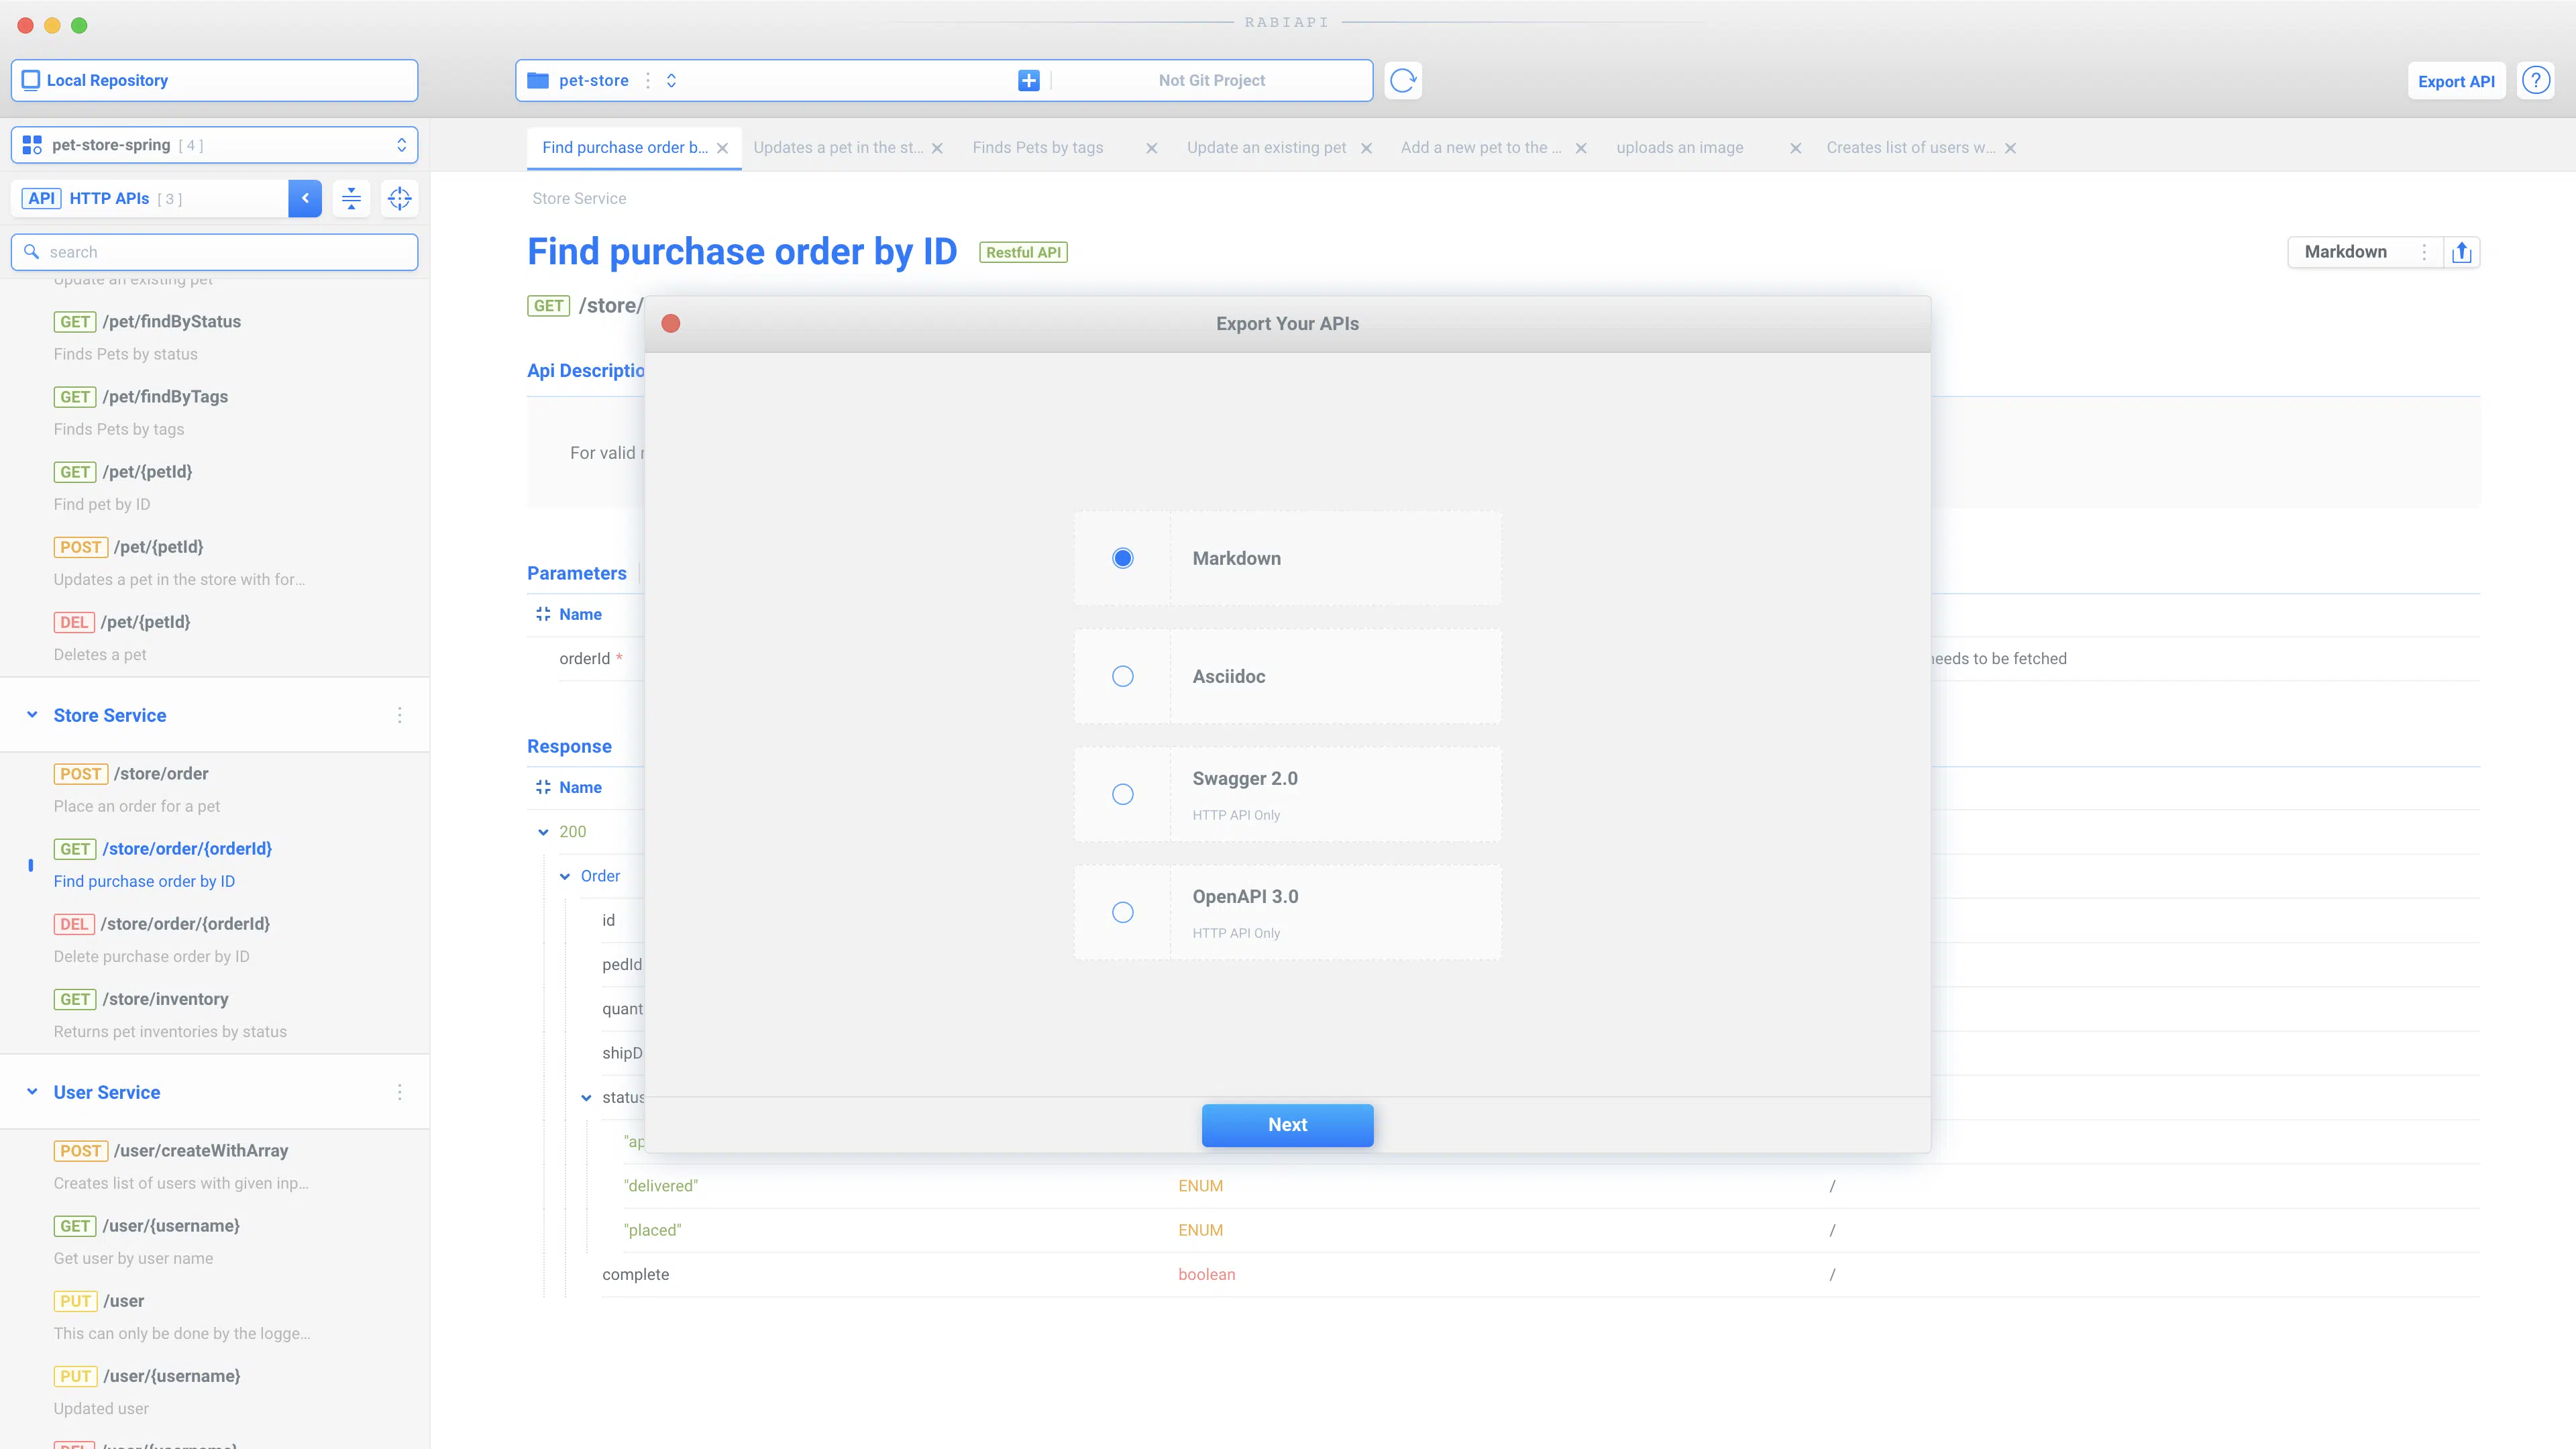 RABIAPI
Local Repository
pet-store
Not Git Project
Export API
?
pet-store-spring [ 4 ]
Find purchase order b...
Updates a pet in the st...
Finds Pets by tags
Update an existing pet
Add a new pet to the ...
uploads an image
Creates list of users w...
API HTTP APIs [ 3 ]
search
Update an existing pet
GET /pet/findByStatus
Finds Pets by status
GET /pet/findByTags
Finds Pets by tags
GET /pet/{petId}
Find pet by ID
POST /pet/{petId}
Updates a pet in the store with for...
DEL /pet/{petId}
Deletes a pet
Store Service
POST /store/order
Place an order for a pet
GET /store/order/{orderId}
Find purchase order by ID
DEL /store/order/{orderId}
Delete purchase order by ID
GET /store/inventory
Returns pet inventories by status
User Service
POST /user/createWithArray
Creates list of users with given inp...
GET /user/{username}
Get user by user name
PUT /user
This can only be done by the logge...
PUT /user/{username}
Updated user
DEL /user/{username}
Store Service
Find purchase order by ID
Restful API
Markdown
GET /store/
Api Descriptio
For valid
Parameters
Name
orderId *
needs to be fetched
Response
Name
200
Order
id
pedId
quant
shipD
status
"ap
"delivered" ENUM /
"placed" ENUM /
complete boolean /
Export Your APIs
Markdown
Asciidoc
Swagger 2.0
HTTP API Only
OpenAPI 3.0
HTTP API Only
Next